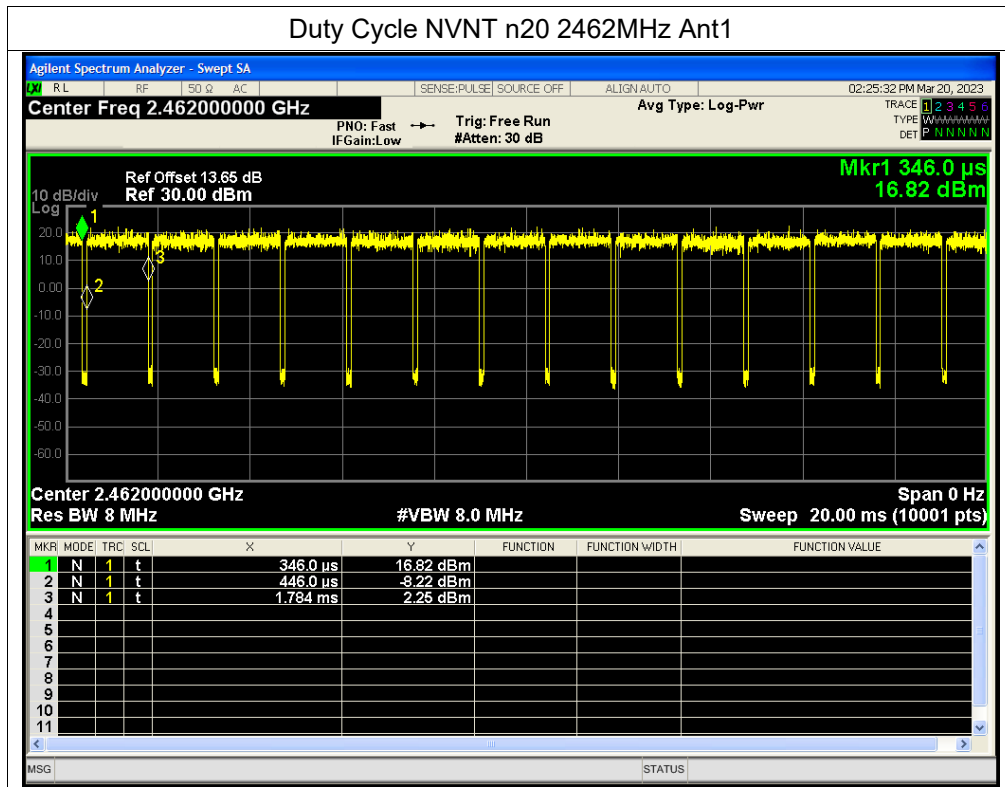 Duty Cycle NVNT n20 2462MHz Ant1
Agilent Spectrum Analyzer - Swept SA
RL RF 50 Ω AC SENSE:PULSE SOURCE OFF ALIGN AUTO 02:25:32 PM Mar 20, 2023
Center Freq 2.462000000 GHz Avg Type: Log-Pwr TRACE 1 2 3 4 5 6
PNO: Fast Trig: Free Run TYPE W
IFGain:Low #Atten: 30 dB DET P N N N N N
Mkr1 346.0 µs
Ref Offset 13.65 dB
10 dB/div Ref 30.00 dBm 16.82 dBm
Log
1
20.0
3
10.0
2
0.00
-10.0
-20.0
-30.0
-40.0
-50.0
-60.0
Center 2.462000000 GHz Span 0 Hz
Res BW 8 MHz #VBW 8.0 MHz Sweep 20.00 ms (10001 pts)
MKR MODE TRC SCL X Y FUNCTION FUNCTION WIDTH FUNCTION VALUE
1 N 1 t 346.0 µs 16.82 dBm
2 N 1 t 446.0 µs -8.22 dBm
3 N 1 t 1.784 ms 2.25 dBm
4
5
6
7
8
9
10
11
MSG STATUS